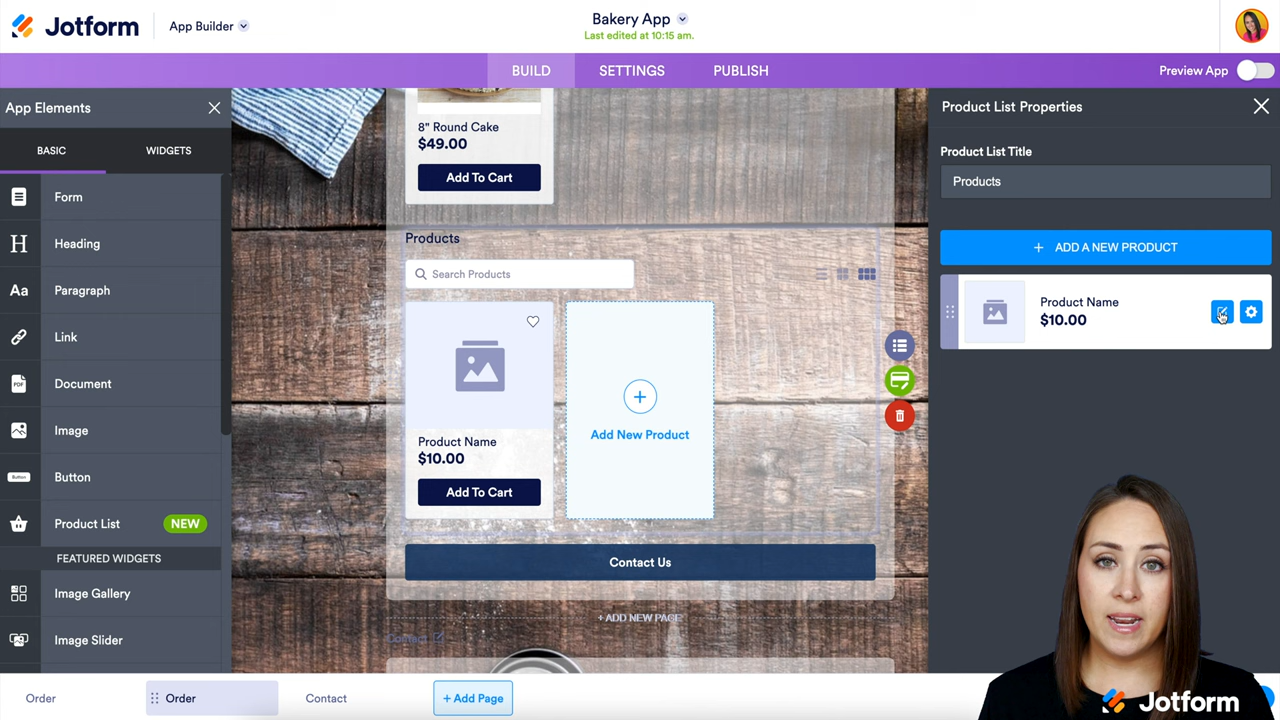 Jotform
App Builder
Bakery App
Last edited at 10:15 am.
BUILD
SETTINGS
PUBLISH
Preview App
App Elements
BASIC
WIDGETS
Form
Heading
Aa
Paragraph
Link
PDF
Document
Image
Button
Button
Product List
NEW
FEATURED WIDGETS
Image Gallery
Image Slider
8" Round Cake
$49.00
Add To Cart
Products
Search Products
Product Name
$10.00
Add To Cart
Add New Product
Contact Us
+ ADD NEW PAGE
Contact
Product List Properties
Product List Title
Products
+ ADD A NEW PRODUCT
Product Name
$10.00
Order
Order
Contact
+ Add Page
Jotform